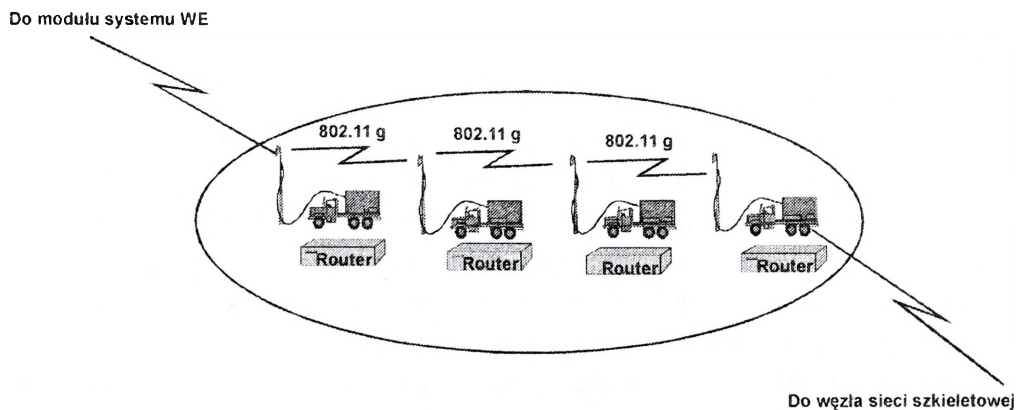 Do modułu systemu WE
802.11 g
802.11 g
802.11 g
Router
Router
Router
Router
Do węzła sieci szkieletowej